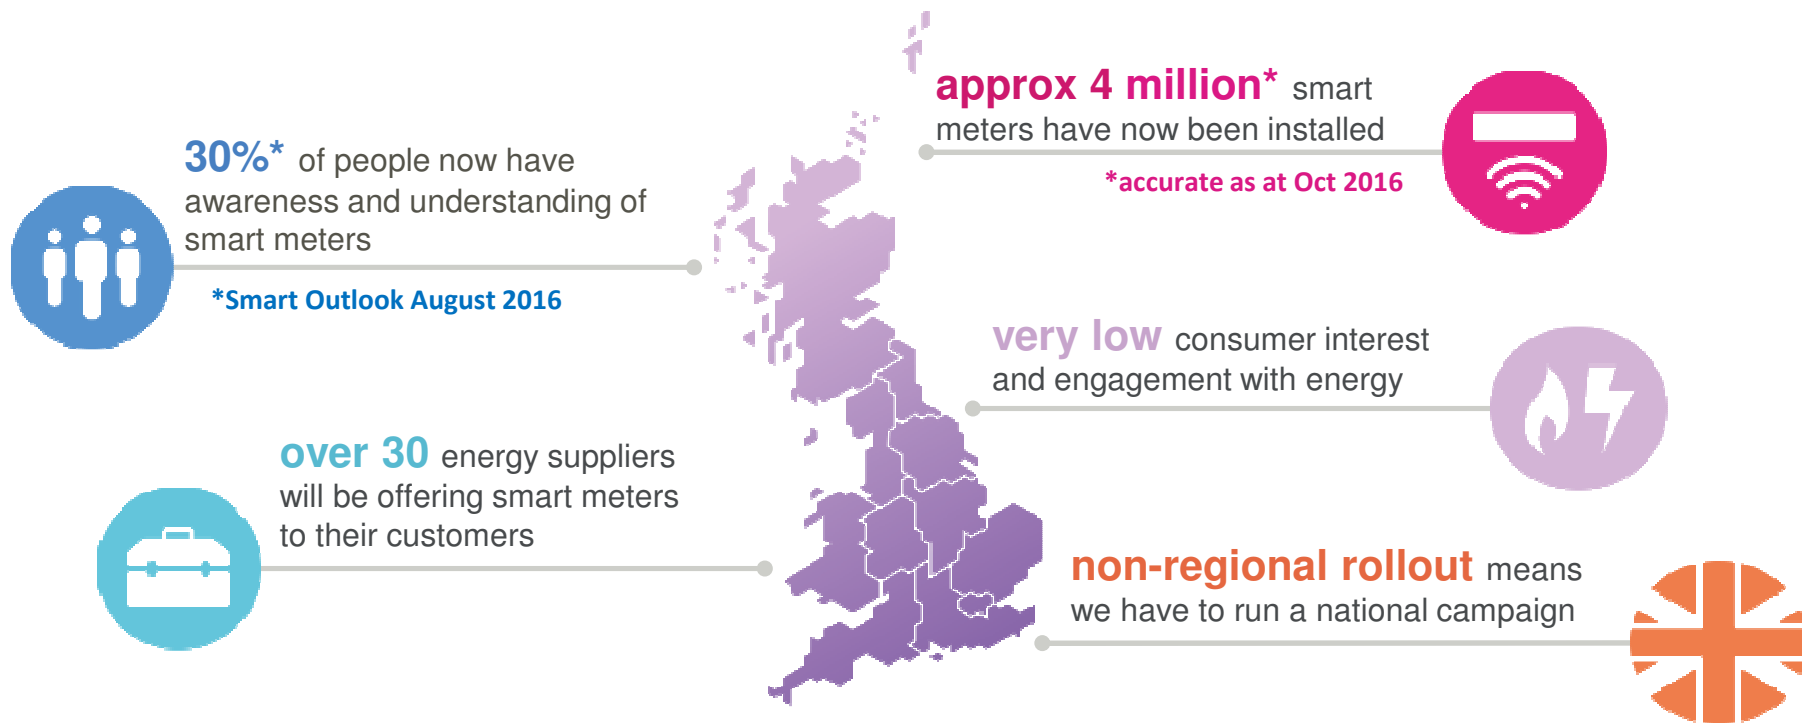 30%* of people now have
awareness and understanding of
smart meters
*Smart Outlook August 2016
over 30 energy suppliers
will be offering smart meters
to their customers
approx 4 million* smart
meters have now been installed
*accurate as at Oct 2016
very low consumer interest
and engagement with energy
non-regional rollout means
we have to run a national campaign